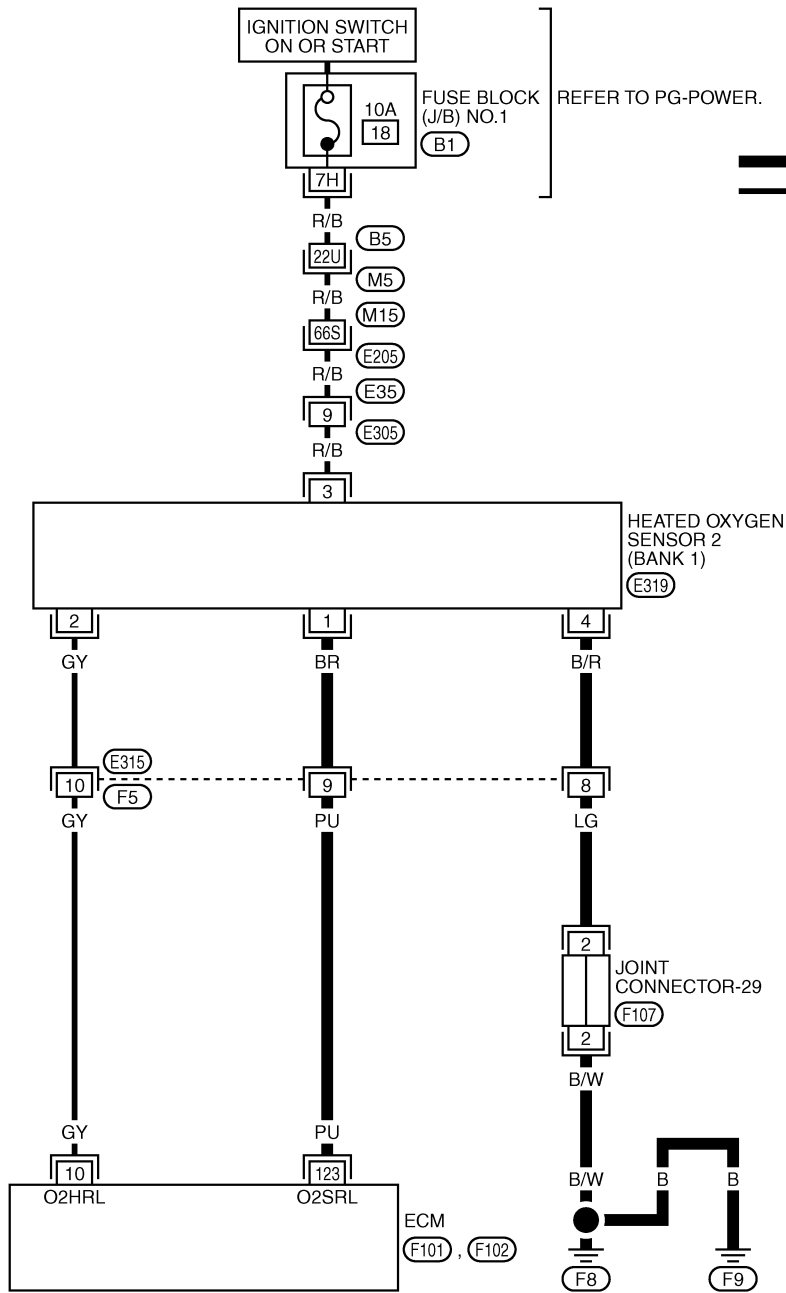 IGNITION SWITCH
ON OR START
FUSE BLOCK
(J/B) NO.1
REFER TO PG-POWER.
10A
18
B1
7H
R/B
B5
22U
M5
R/B
M15
66S
E205
R/B
E35
9
E305
R/B
3
HEATED OXYGEN
SENSOR 2
(BANK 1)
E319
2 1 4
GY BR B/R
E315
10 9 8
F5
GY PU LG
2
JOINT
CONNECTOR-29
F107
2
B/W
GY PU
B/W B B
10 123
O2HRL O2SRL
ECM
F101 , F102
F8 F9